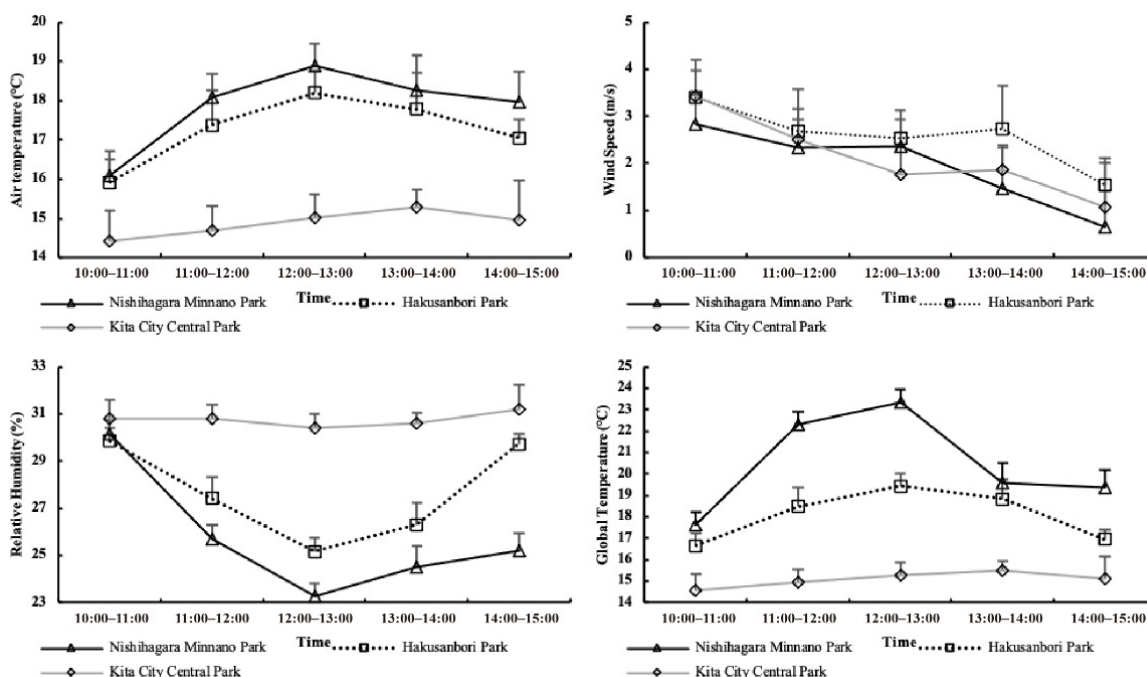 20
19
18
17
16
15
14
Air temperature (°C)
10:00–11:00 11:00–12:00 12:00–13:00 13:00–14:00 14:00–15:00
Time
Nishihagara Minnano Park Hakusanbori Park
Kita City Central Park
5
4
3
2
1
0
Wind Speed (m/s)
10:00–11:00 11:00–12:00 12:00–13:00 13:00–14:00 14:00–15:00
Time
Nishihagara Minnano Park Hakusanbori Park
Kita City Central Park
33
31
29
27
25
23
Relative Humidity (%)
10:00–11:00 11:00–12:00 12:00–13:00 13:00–14:00 14:00–15:00
Time
Nishihagara Minnano Park Hakusanbori Park
Kita City Central Park
25
24
23
22
21
20
19
18
17
16
15
14
Global Temperature (°C)
10:00–11:00 11:00–12:00 12:00–13:00 13:00–14:00 14:00–15:00
Time
Nishihagara Minnano Park Hakusanbori Park
Kita City Central Park